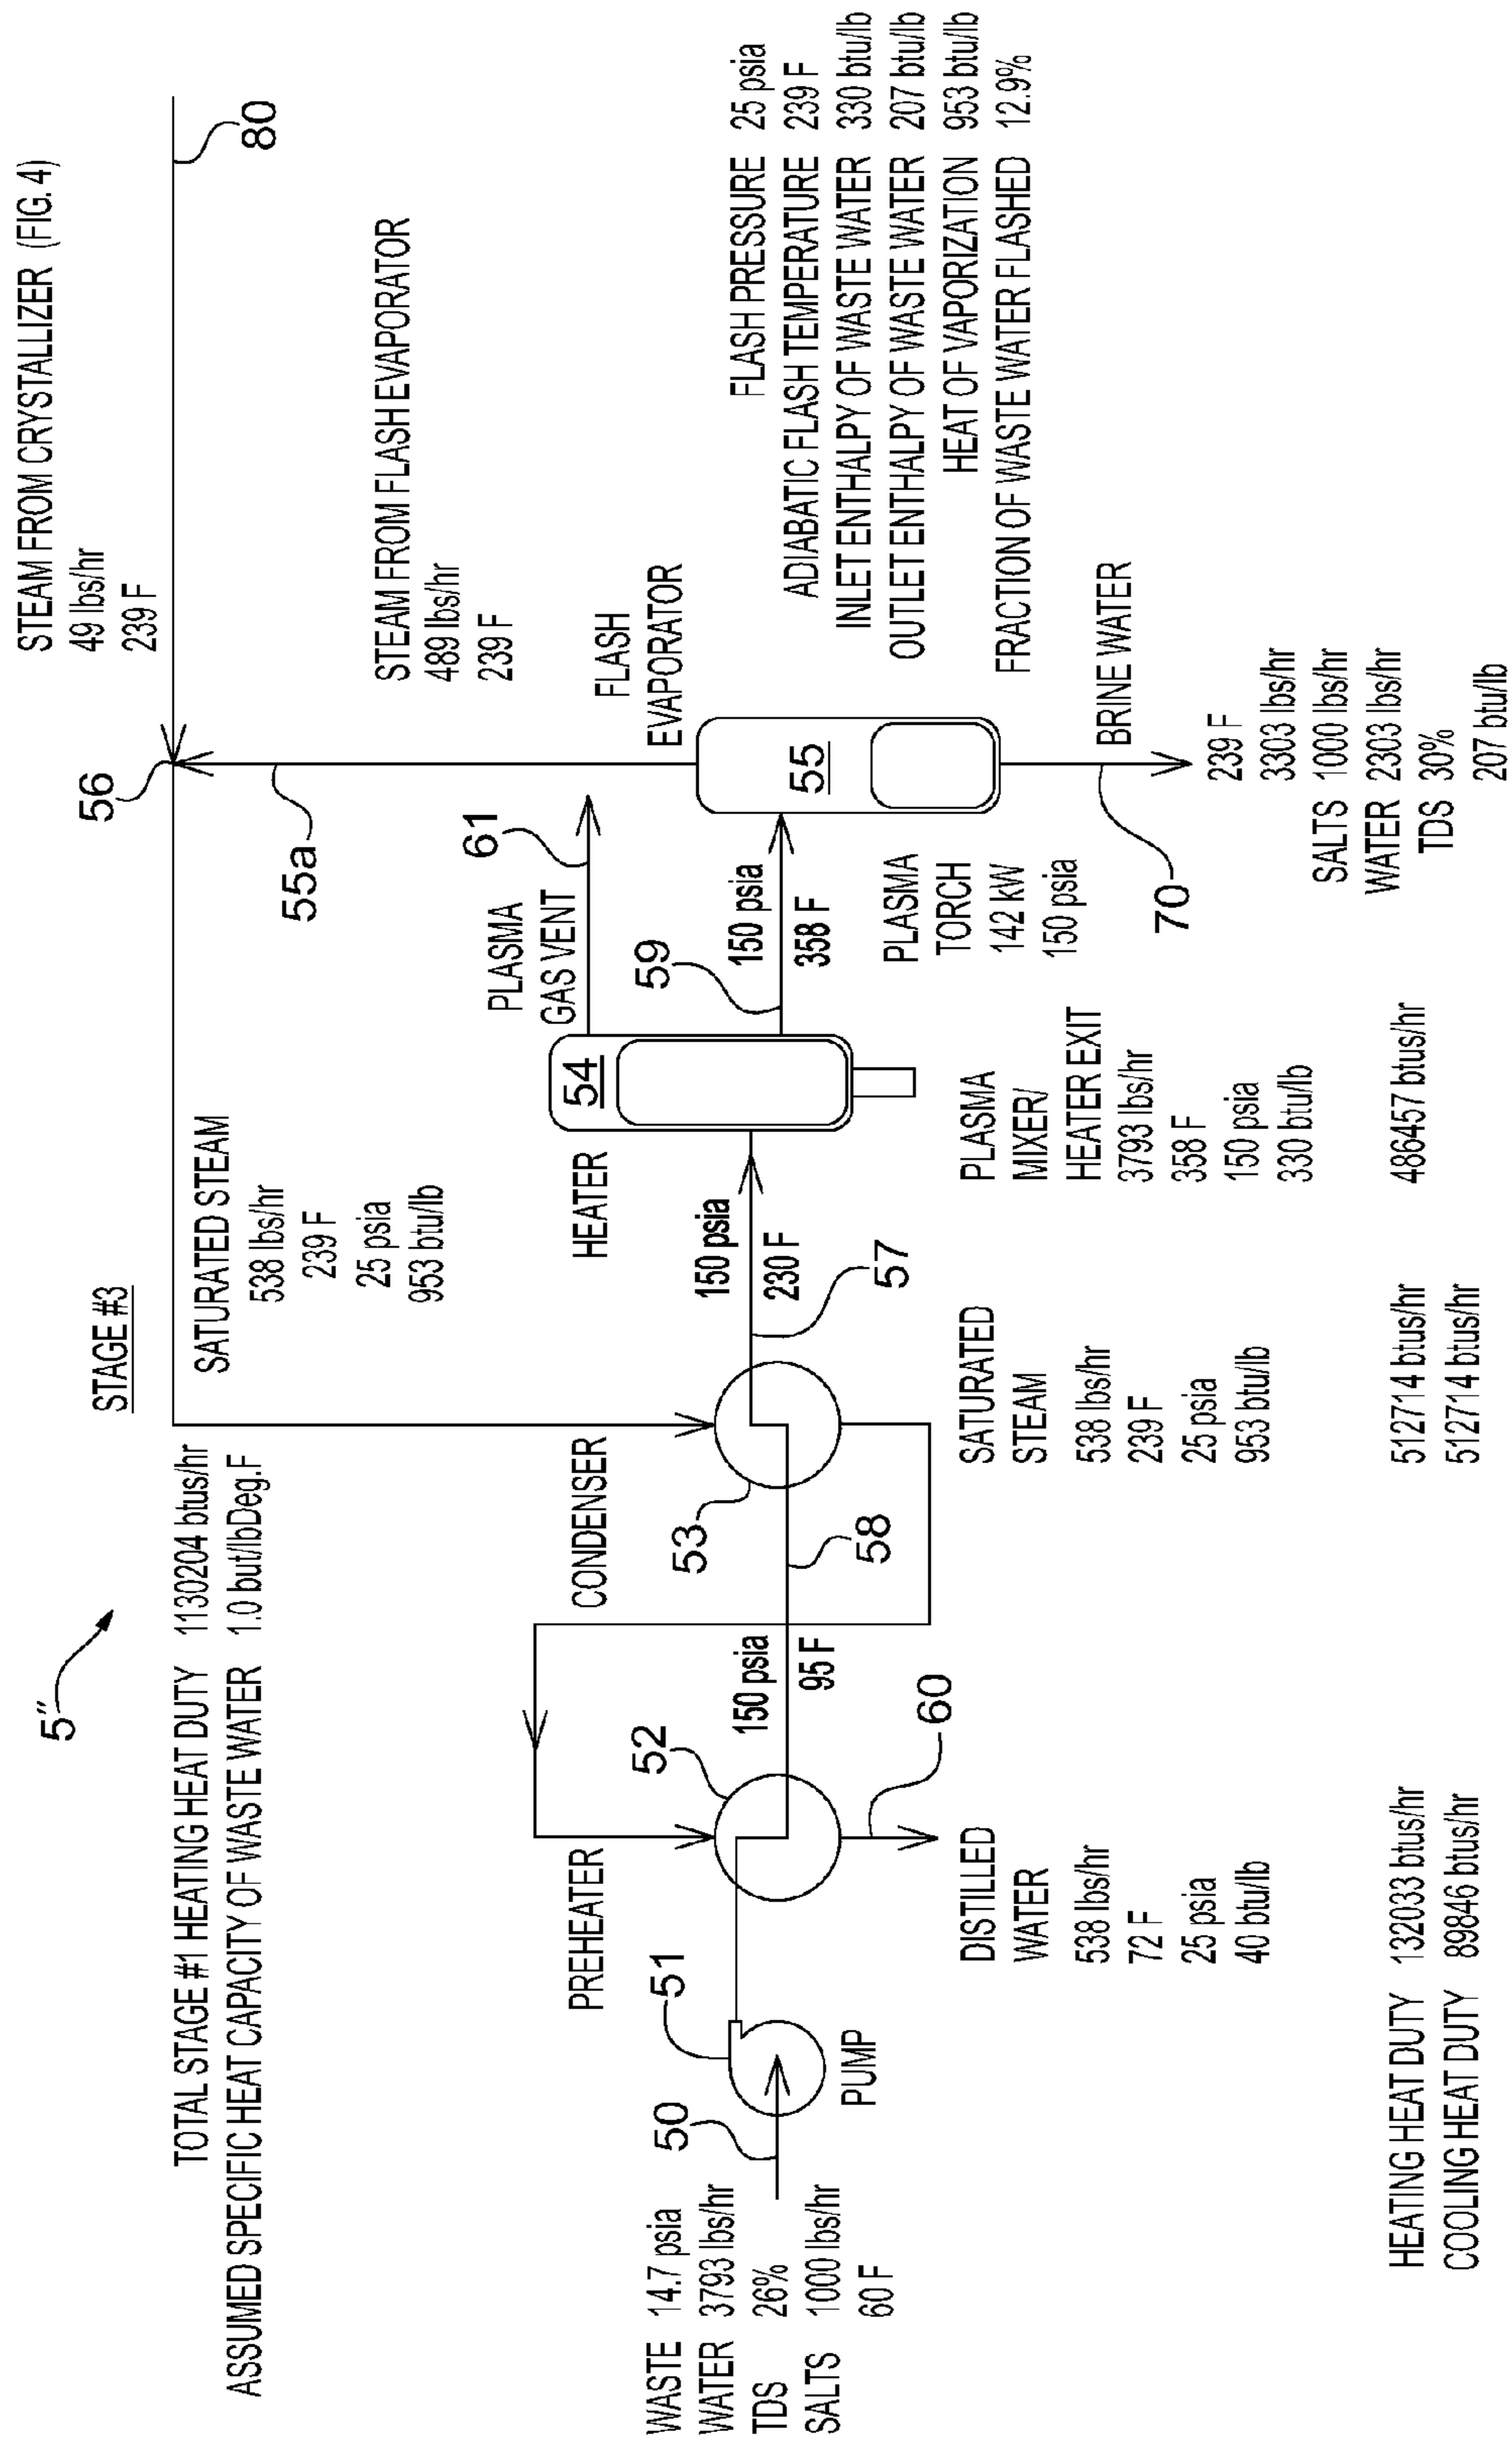 5″
STAGE #3
TOTAL STAGE #1 HEATING HEAT DUTY 1130204 btus/hr
ASSUMED SPECIFIC HEAT CAPACITY OF WASTE WATER 1.0 but/lbDeg.F
STEAM FROM CRYSTALLIZER (FIG. 4)
49 lbs/hr
239 F
80
56
SATURATED STEAM
538 lbs/hr
239 F
25 psia
953 btu/lb
55a
STEAM FROM FLASH EVAPORATOR
489 lbs/hr
239 F
WASTE 14.7 psia
WATER 3793 lbs/hr
TDS 26%
SALTS 1000 lbs/hr
60 F
50
51
PUMP
PREHEATER
52
150 psia
95 F
60
CONDENSER
53
58
150 psia
230 F
57
HEATER
54
PLASMA
GAS VENT
61
59
150 psia
358 F
FLASH
EVAPORATOR
55
PLASMA
TORCH
142 kW
150 psia
70
BRINE WATER
239 F
3303 lbs/hr
SALTS 1000 lbs/hr
WATER 2303 lbs/hr
TDS 30%
207 btu/lb
FLASH PRESSURE 25 psia
ADIABATIC FLASH TEMPERATURE 239 F
INLET ENTHALPY OF WASTE WATER 330 btu/lb
OUTLET ENTHALPY OF WASTE WATER 207 btu/lb
HEAT OF VAPORIZATION 953 btu/lb
FRACTION OF WASTE WATER FLASHED 12.9%
DISTILLED
WATER
538 lbs/hr
72 F
25 psia
40 btu/lb
SATURATED
STEAM
538 lbs/hr
239 F
25 psia
953 btu/lb
PLASMA
MIXER/
HEATER EXIT
3793 lbs/hr
358 F
150 psia
330 btu/lb
HEATING HEAT DUTY 132033 btus/hr 512714 btus/hr 486457 btus/hr
COOLING HEAT DUTY 89846 btus/hr 512714 btus/hr